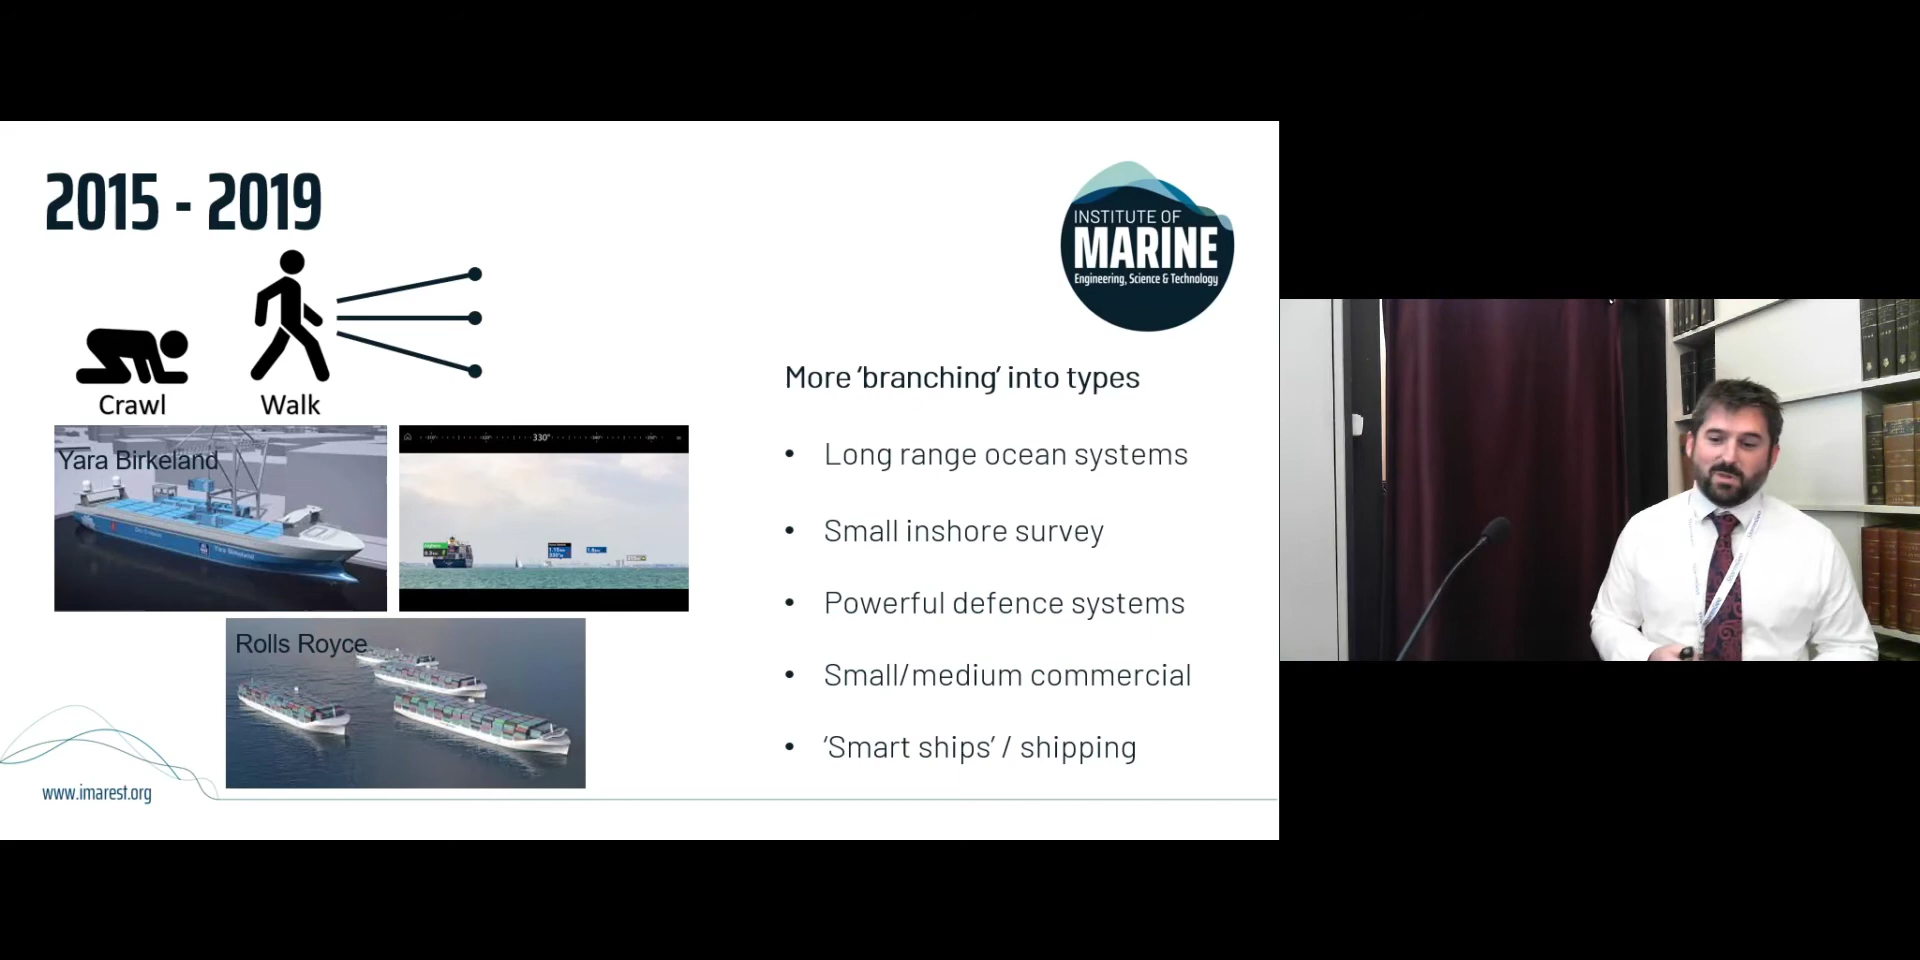 2015 - 2019
INSTITUTE OF
MARINE
Engineering, Science & Technology
Crawl
Walk
More ‘branching’ into types
Yara Birkeland
330°
Long range ocean systems
Small inshore survey
Powerful defence systems
Rolls Royce
Small/medium commercial
‘Smart ships’ / shipping
www.imarest.org